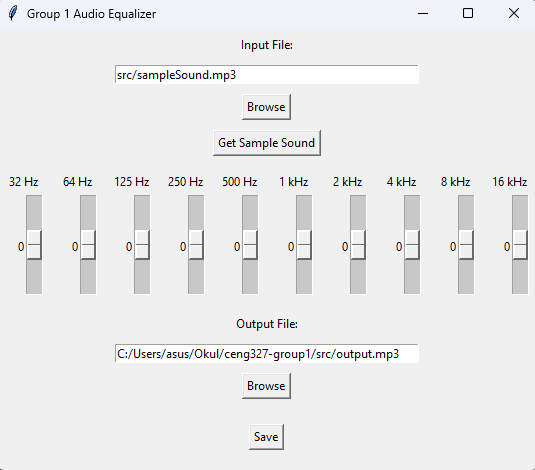 Group 1 Audio Equalizer
Input File:
src/sampleSound.mp3
Browse
Get Sample Sound
32 Hz 64 Hz 125 Hz 250 Hz 500 Hz 1 kHz 2 kHz 4 kHz 8 kHz 16 kHz
0 0 0 0 0 0 0 0 0 0
Output File:
C:/Users/asus/Okul/ceng327-group1/src/output.mp3
Browse
Save